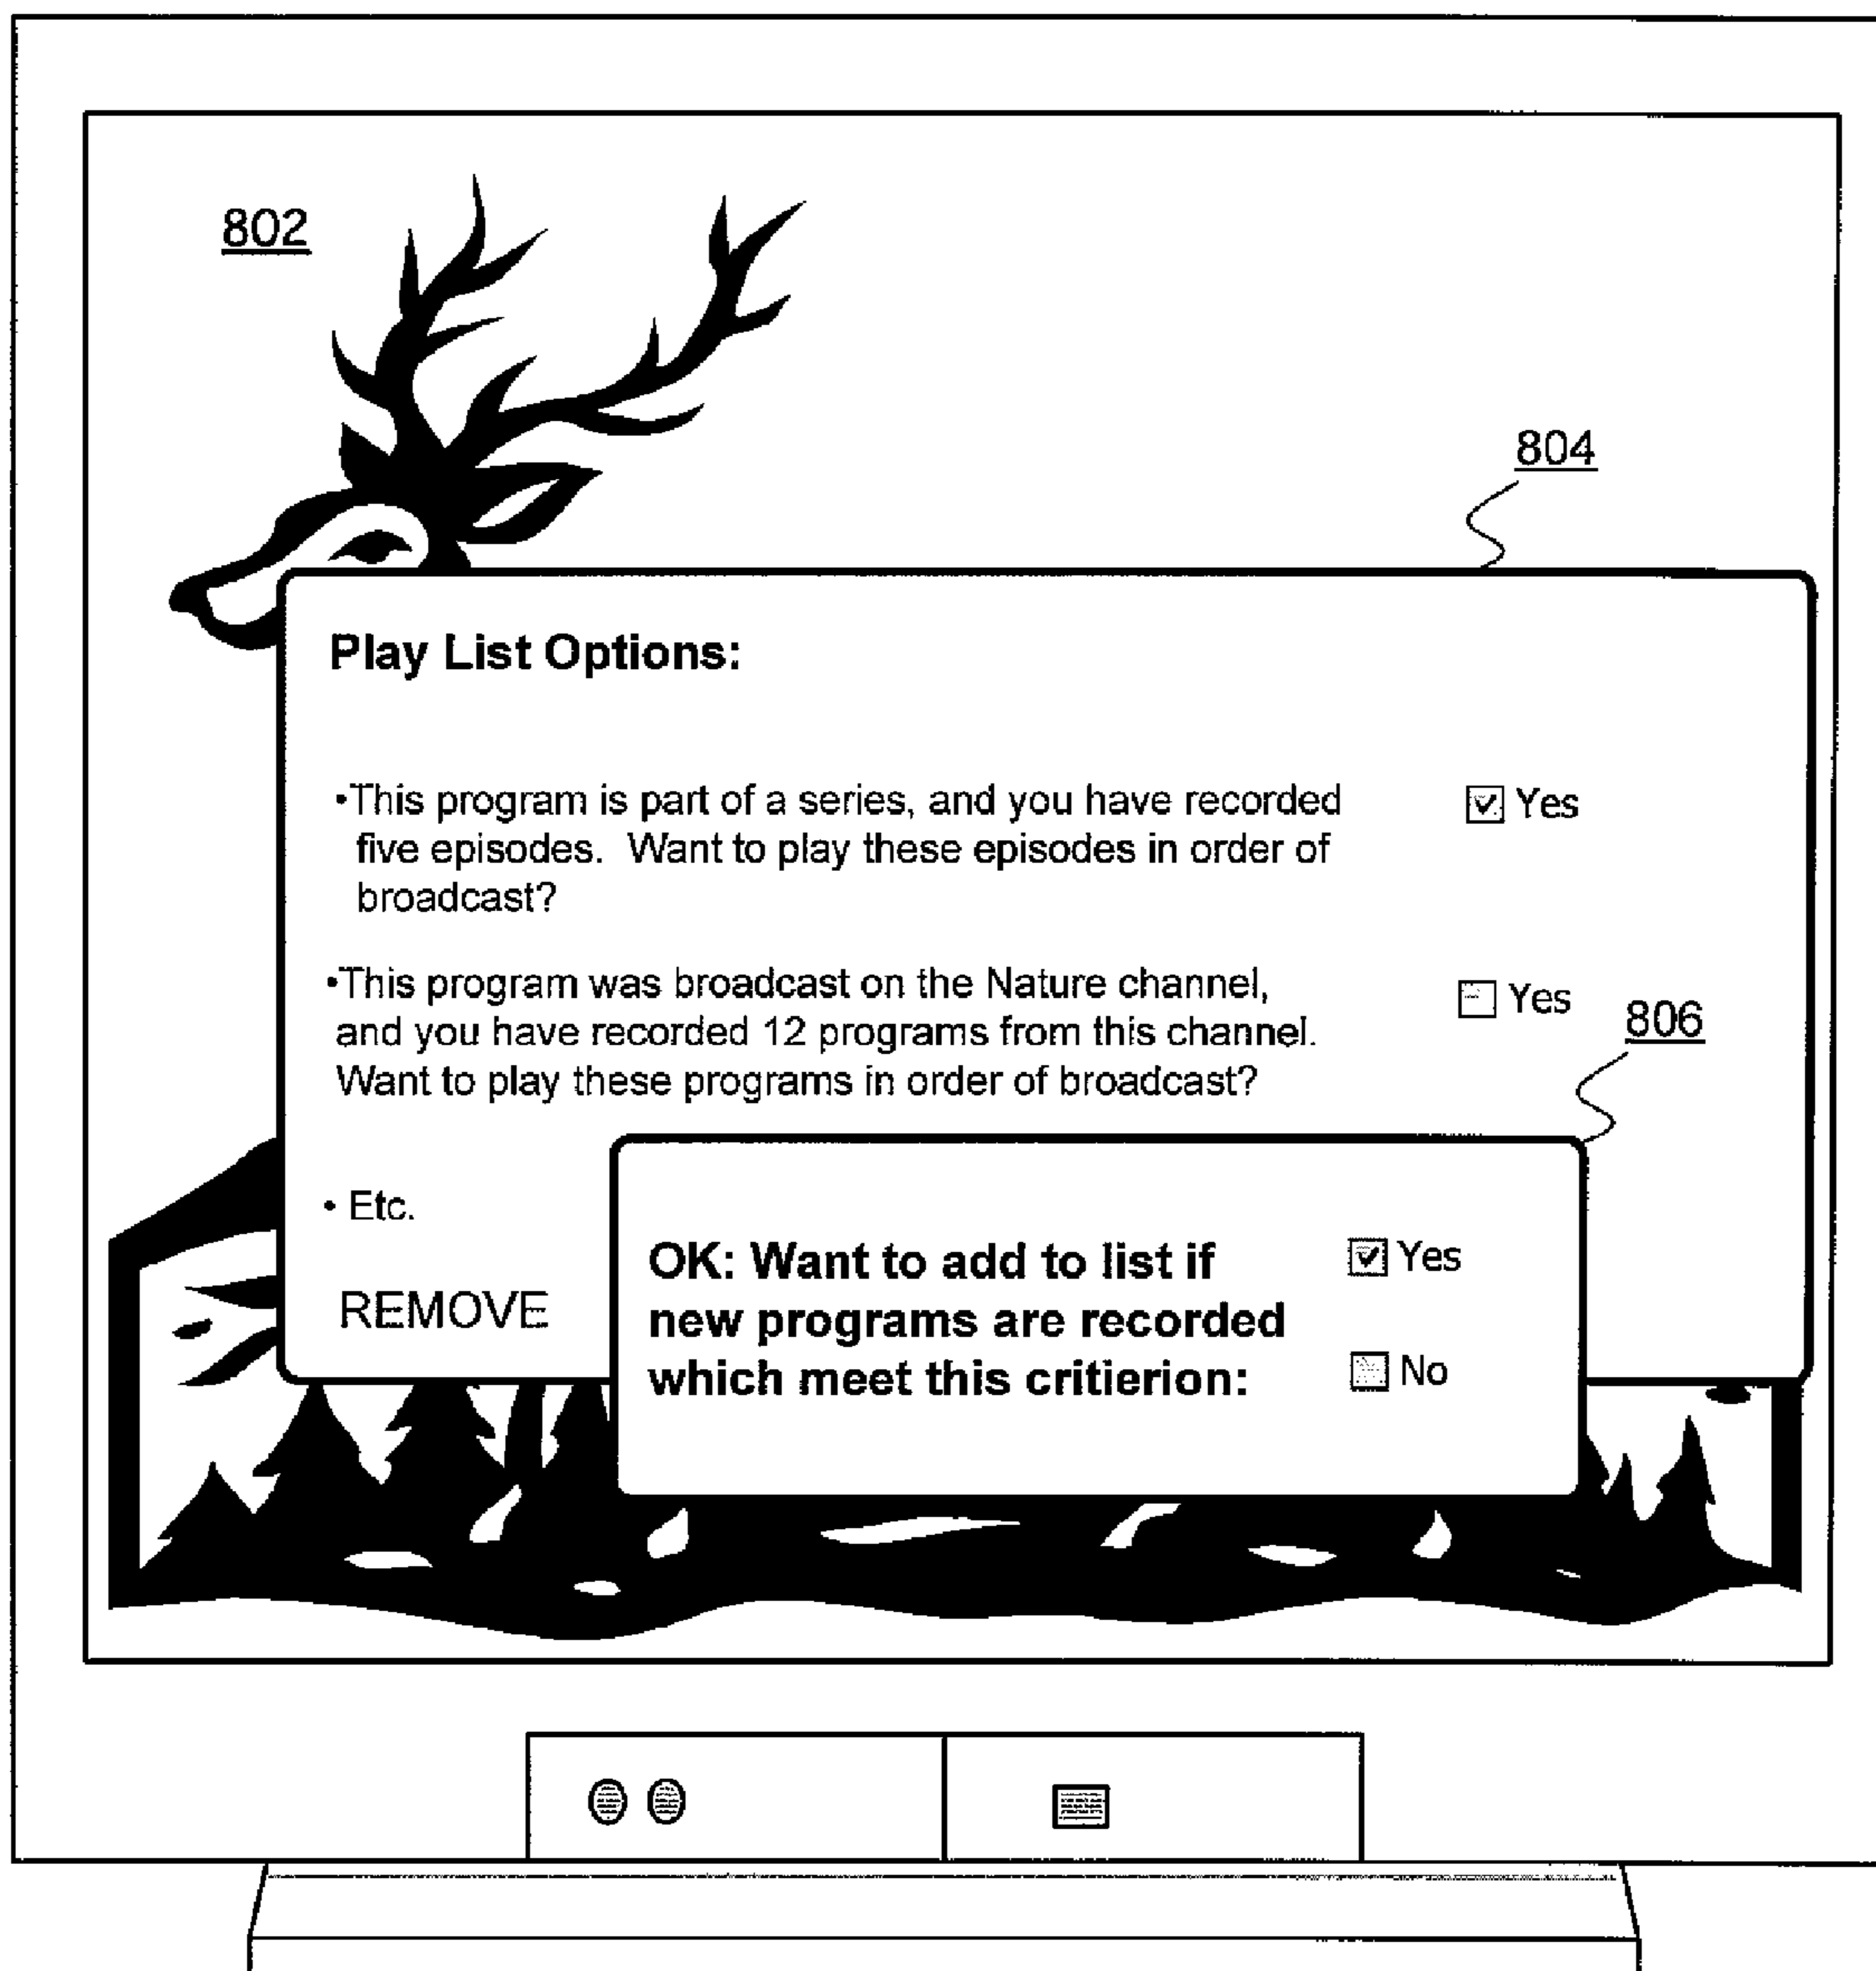 802
804
Play List Options:
•This program is part of a series, and you have recorded
five episodes. Want to play these episodes in order of
broadcast?
Yes
•This program was broadcast on the Nature channel,
and you have recorded 12 programs from this channel.
Want to play these programs in order of broadcast?
Yes
806
• Etc.
REMOVE
OK: Want to add to list if
new programs are recorded
which meet this critierion:
Yes
No